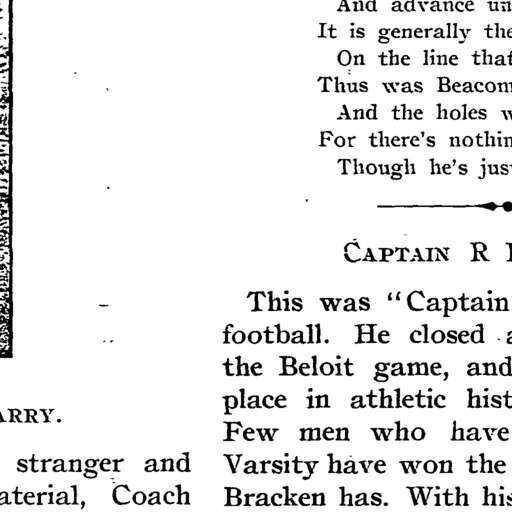 And advance un
It is generally the
On the line that
Thus was Beacom
And the holes w
For there's nothin
Though he's jus
CAPTAIN R
This was "Captain
football. He closed a
the Beloit game, and
place in athletic hist
Few men who have
Varsity have won the
Bracken has. With his
ARRY.
stranger and
aterial, Coach